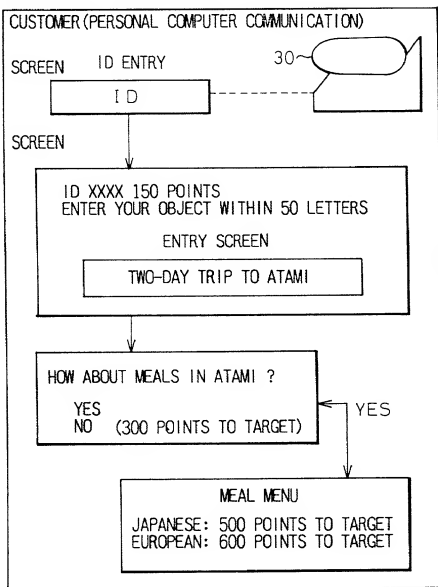 CUSTOMER(PERSONAL COMPUTER COMMUNICATION)
SCREEN ID ENTRY 30
ID
SCREEN
ID XXXX 150 POINTS
ENTER YOUR OBJECT WITHIN 50 LETTERS
ENTRY SCREEN
TWO-DAY TRIP TO ATAMI
HOW ABOUT MEALS IN ATAMI ?
YES
NO (300 POINTS TO TARGET)
YES
MEAL MENU
JAPANESE: 500 POINTS TO TARGET
EUROPEAN: 600 POINTS TO TARGET